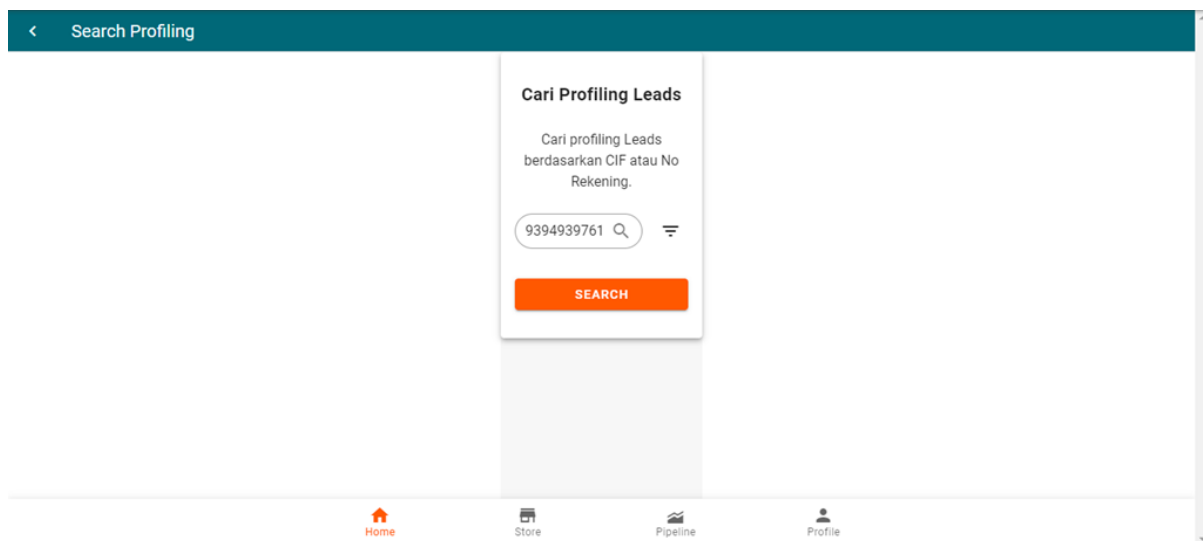 Search Profiling
Cari Profiling Leads
Cari profiling Leads
berdasarkan CIF atau No
Rekening.
9394939761
SEARCH
Home
Store
Pipeline
Profile